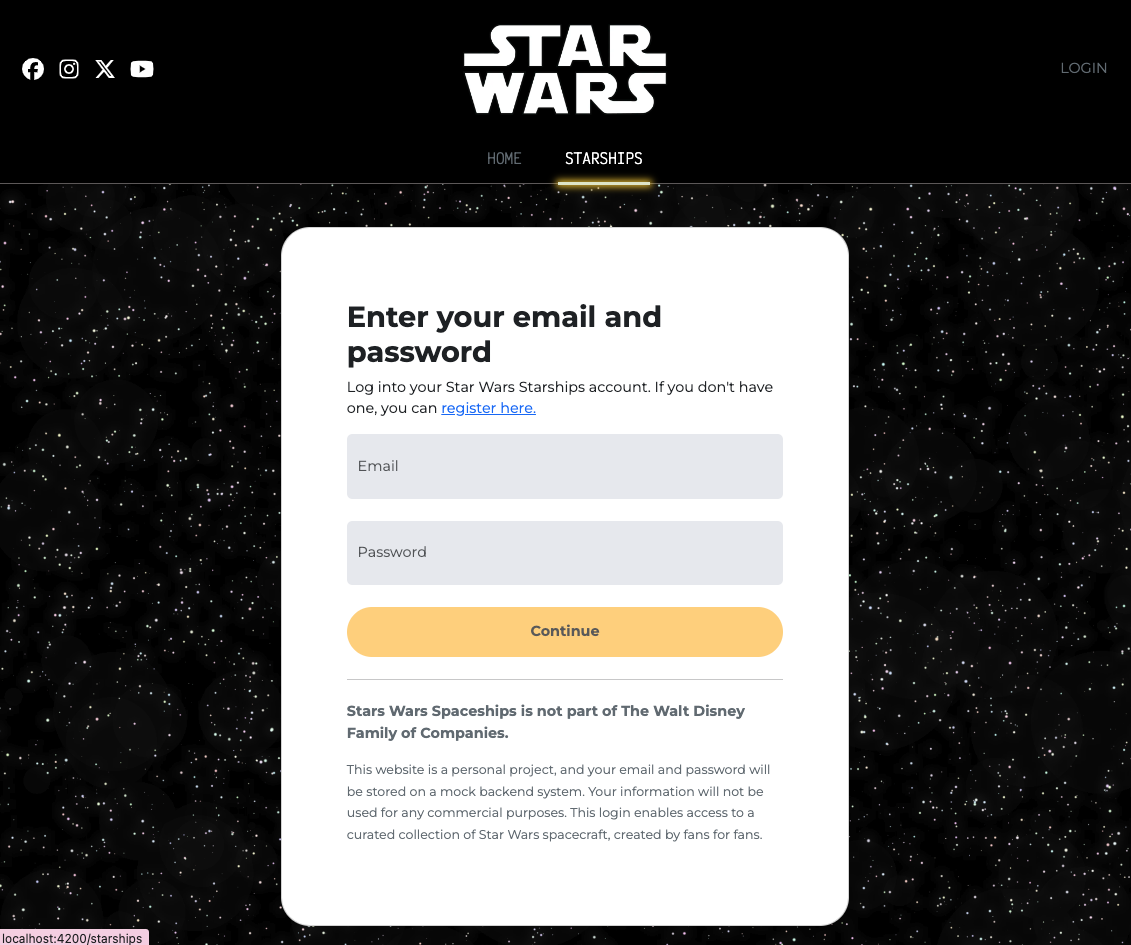 STAR
WARS
LOGIN
HOME
STARSHIPS
Enter your email and
password
Log into your Star Wars Starships account. If you don't have
one, you can register here.
Email
Password
Continue
Stars Wars Spaceships is not part of The Walt Disney
Family of Companies.
This website is a personal project, and your email and password will
be stored on a mock backend system. Your information will not be
used for any commercial purposes. This login enables access to a
curated collection of Star Wars spacecraft, created by fans for fans.
localhost:4200/starships